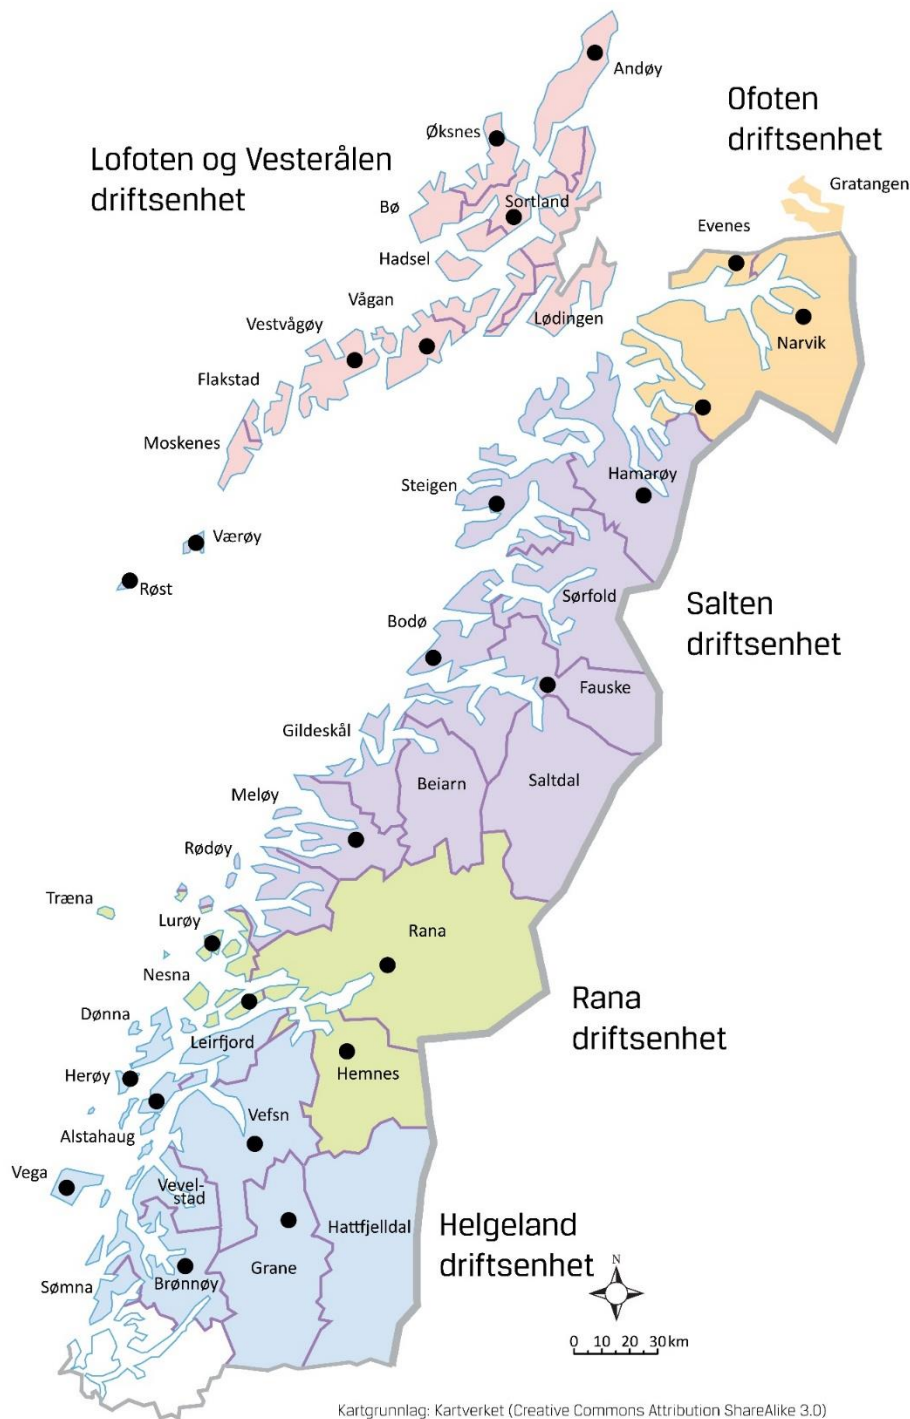 Andøy
Ofoten
driftsenhet
Øksnes
Lofoten og Vesterålen
driftsenhet
Gratangen
Bø
Sortland
Evenes
Hadsel
Vågan
Lødingen
Vestvågøy
Narvik
Flakstad
Moskenes
Hamarøy
Steigen
Værøy
Røst
Sørfold
Salten
driftsenhet
Bodø
Fauske
Gildeskål
Beiarn
Saltdal
Meløy
Rødøy
Træna
Lurøy
Rana
Nesna
Rana
driftsenhet
Dønna
Leirfjord
Herøy
Hemnes
Vefsn
Alstahaug
Vega
Vevel-
stad
Hattfjelldal
Helgeland
driftsenhet
Grane
Sømna
Brønnøy
N
0 10 20 30 km
Kartgrunnlag: Kartverket (Creative Commons Attribution ShareAlike 3.0)